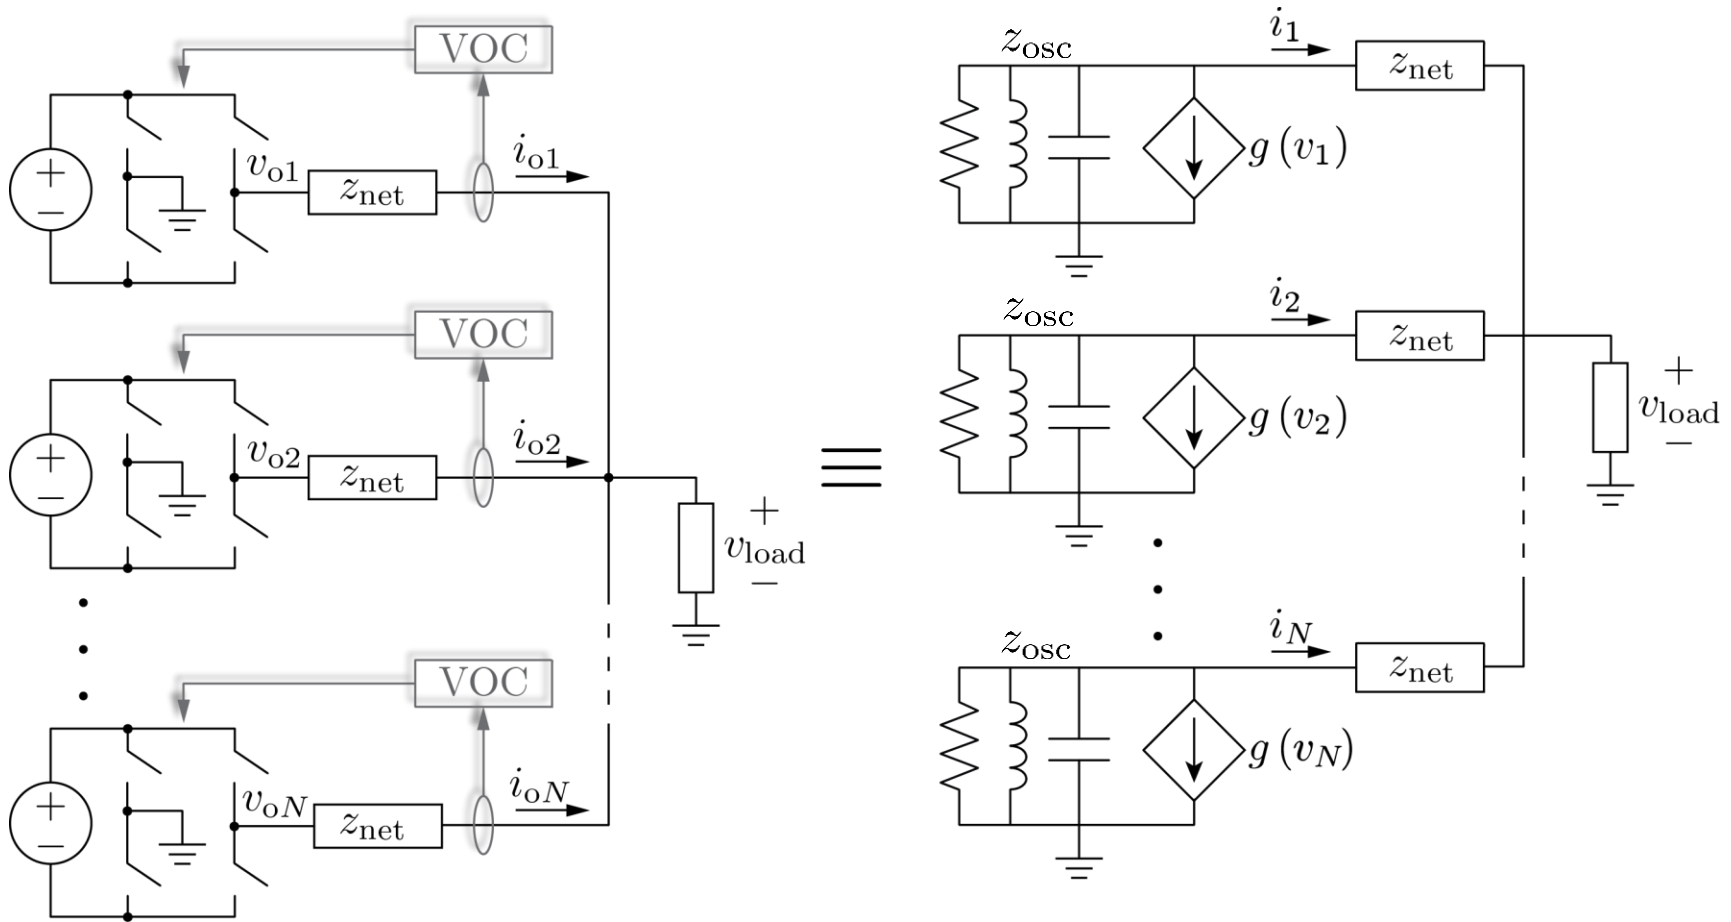 VOC
+
−
v_o1
z_net
i_o1
VOC
+
−
v_o2
z_net
i_o2
+
v_load
−
VOC
+
−
v_oN
z_net
i_oN
≡
z_osc
i_1
z_net
g (v_1)
z_osc
i_2
z_net
g (v_2)
+
v_load
−
z_osc
i_N
z_net
g (v_N)